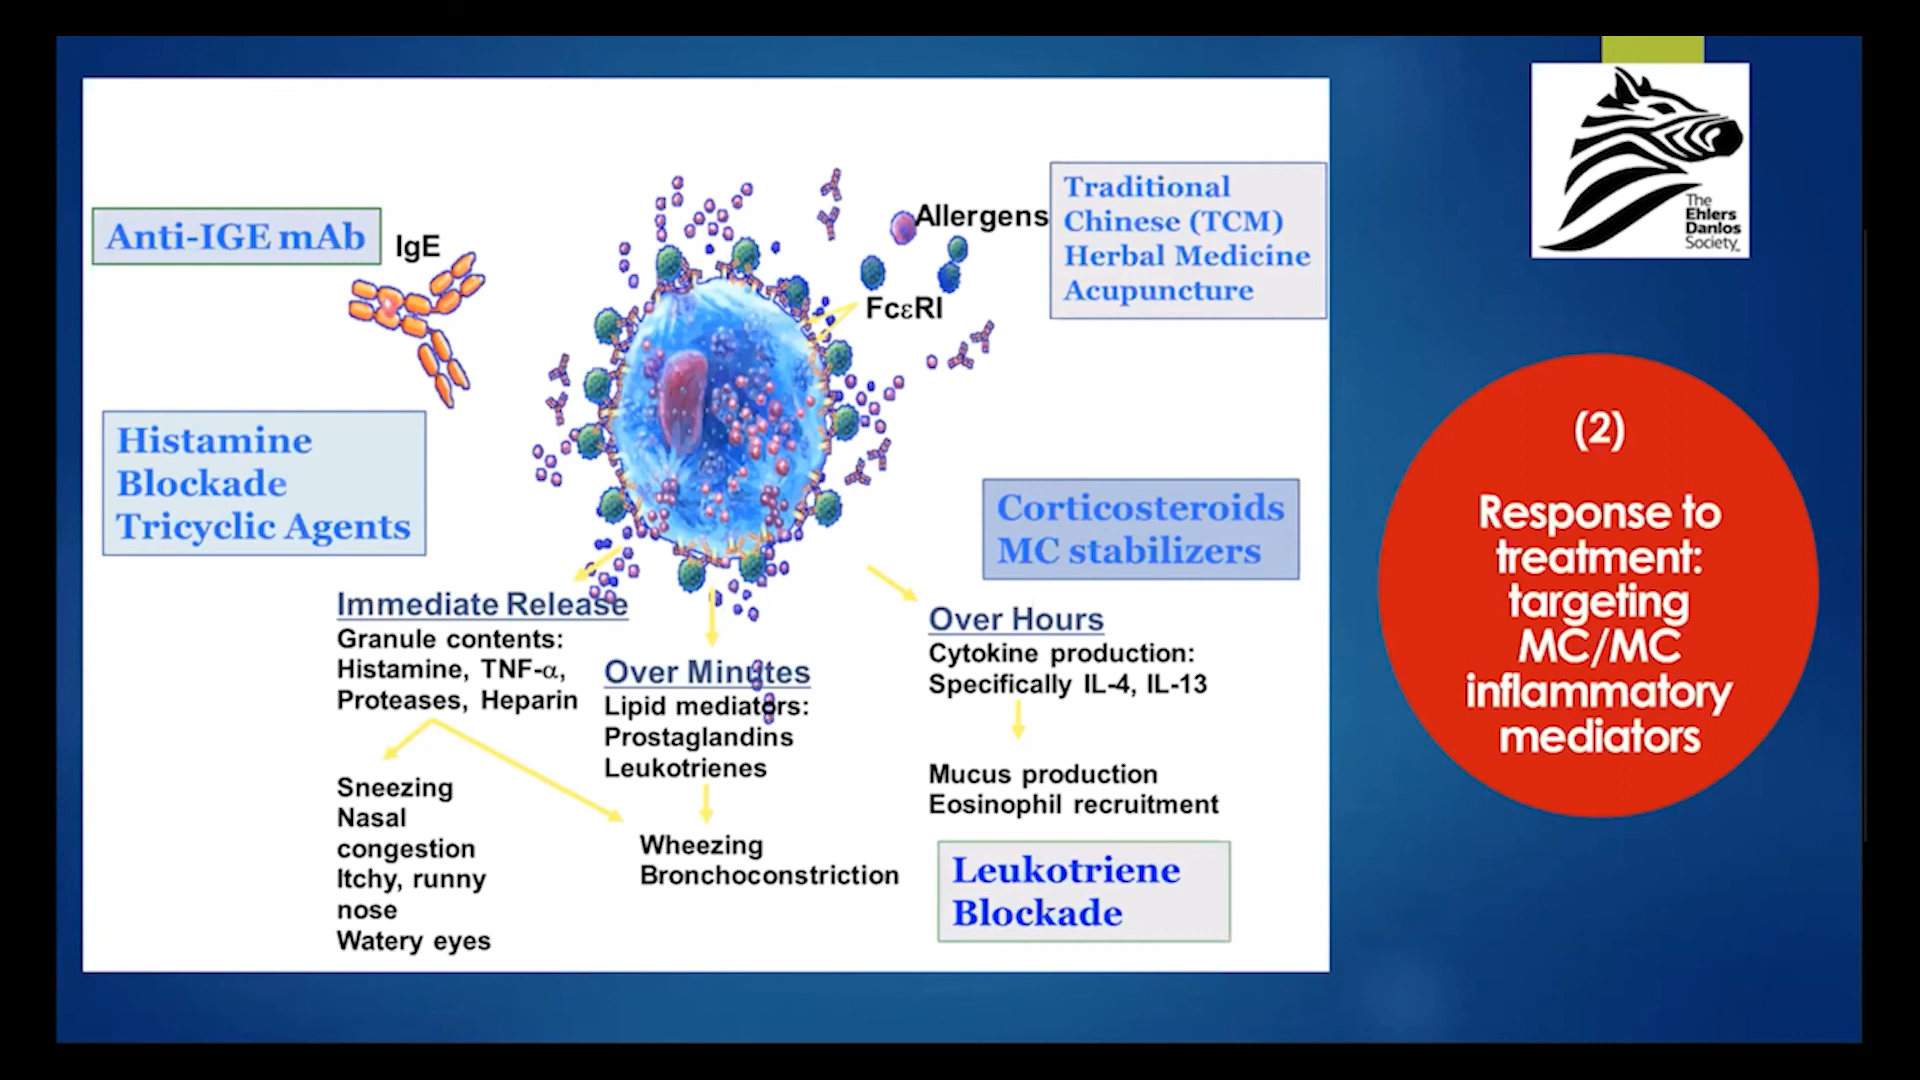 Anti-IGE mAb
IgE
Allergens
FcεRI
Traditional
Chinese (TCM)
Herbal Medicine
Acupuncture
Histamine
Blockade
Tricyclic Agents
Corticosteroids
MC stabilizers
Immediate Release
Granule contents:
Histamine, TNF-α,
Proteases, Heparin
Sneezing
Nasal
congestion
Itchy, runny
nose
Watery eyes
Over Minutes
Lipid mediators:
Prostaglandins
Leukotrienes
Wheezing
Bronchoconstriction
Over Hours
Cytokine production:
Specifically IL-4, IL-13
Mucus production
Eosinophil recruitment
Leukotriene
Blockade
The
Ehlers
Danlos
Society™
(2)
Response to
treatment:
targeting
MC/MC
inflammatory
mediators